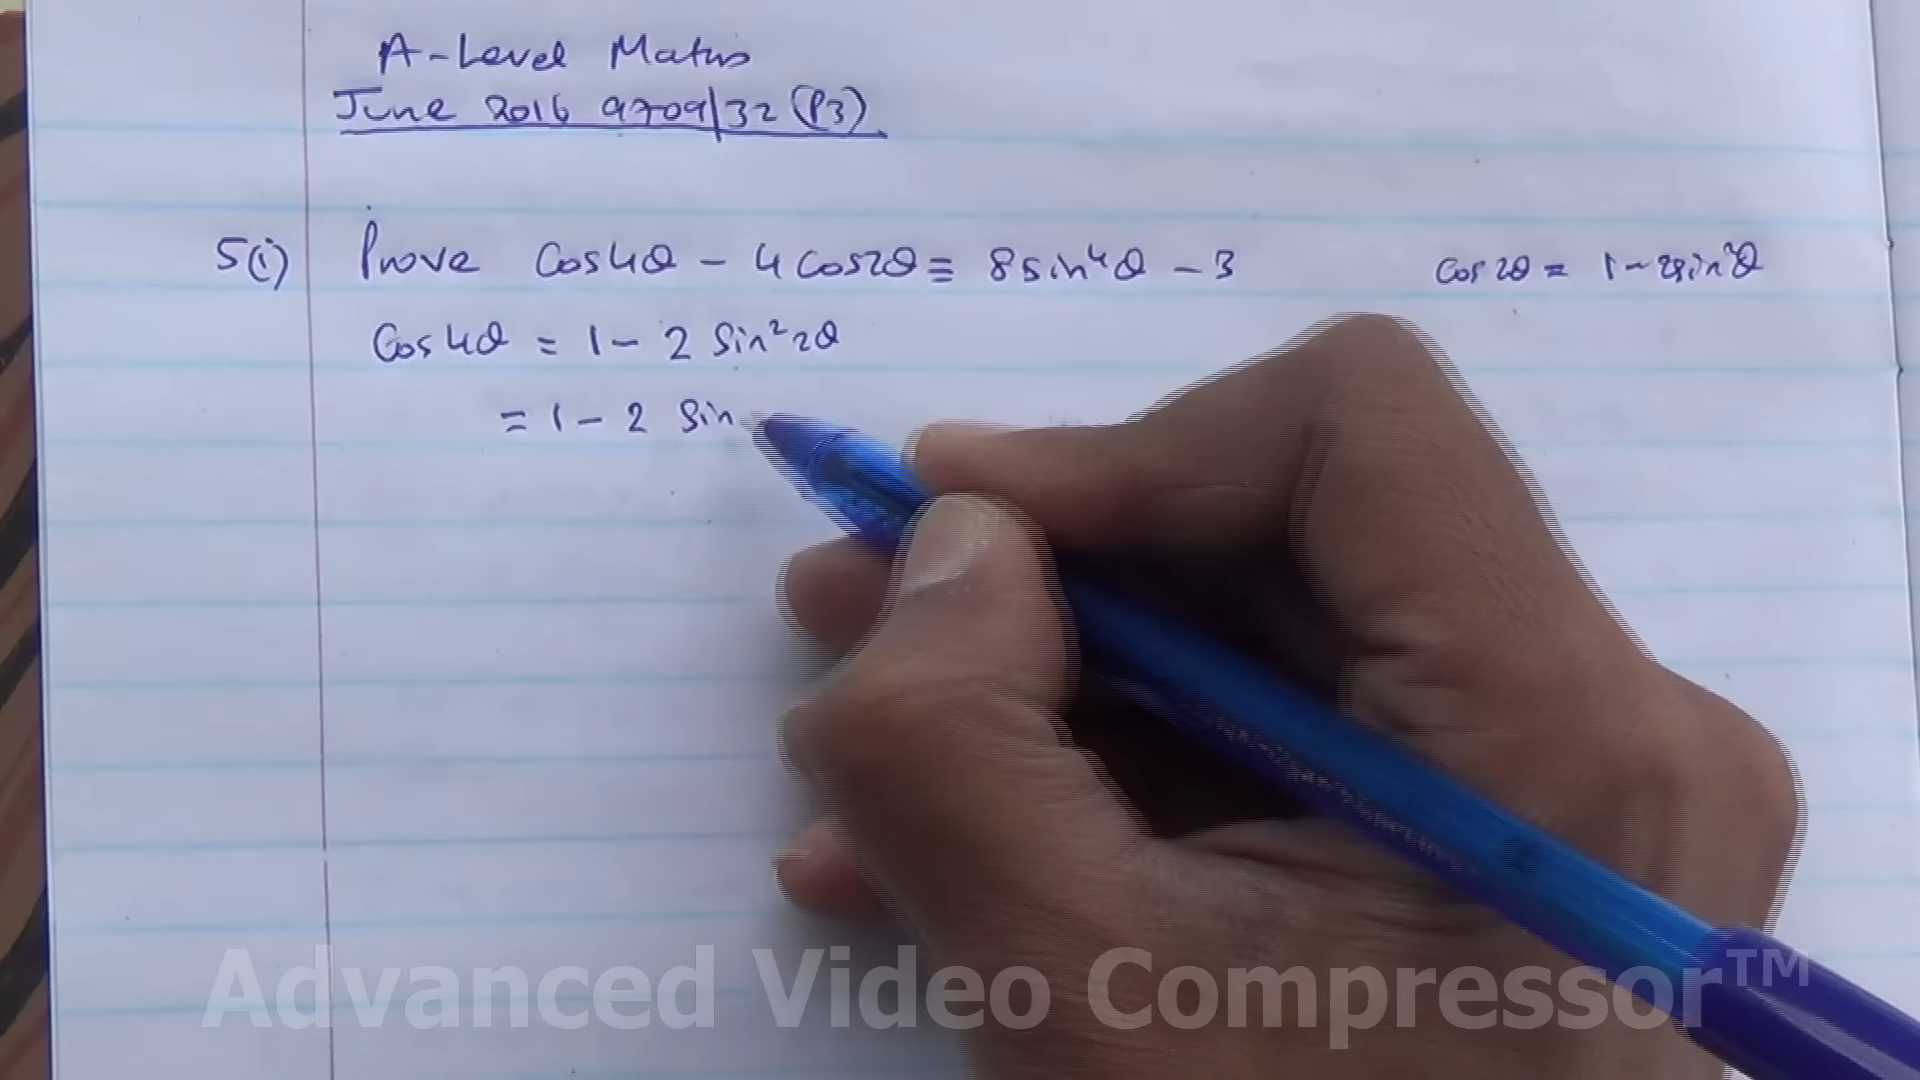 A-Level Maths
June 2016 9709/32 (P3)
5(i) Prove Cos4θ - 4cos2θ ≡ 8sin⁴θ - 3 Cos2θ = 1-2sin²θ
Cos4θ = 1- 2 Sin²2θ
= 1- 2 Sin
Advanced Video Compressor™